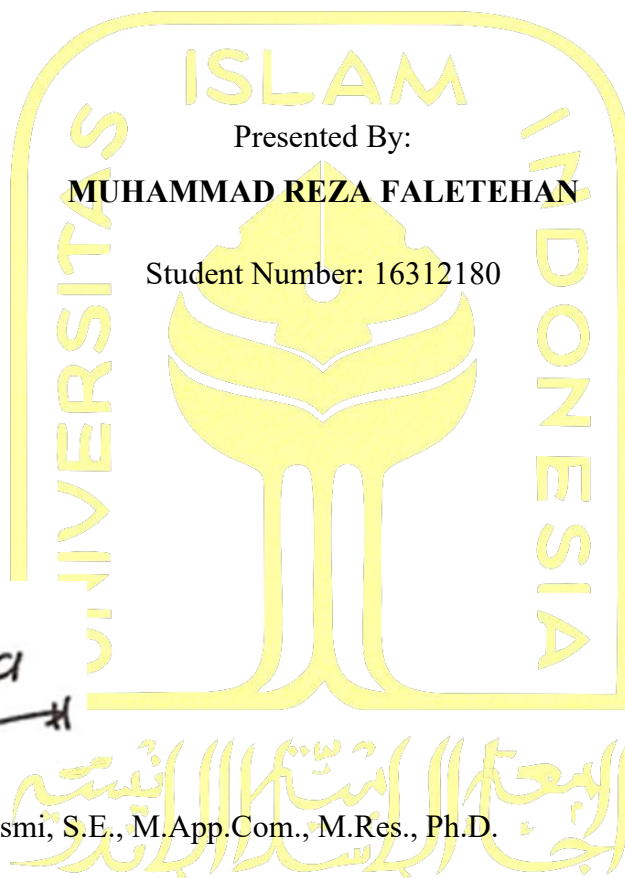 UNIVERSITAS ISLAM INDONESIA
Presented By:
MUHAMMAD REZA FALETEHAN
Student Number: 16312180
smi, S.E., M.App.Com., M.Res., Ph.D.